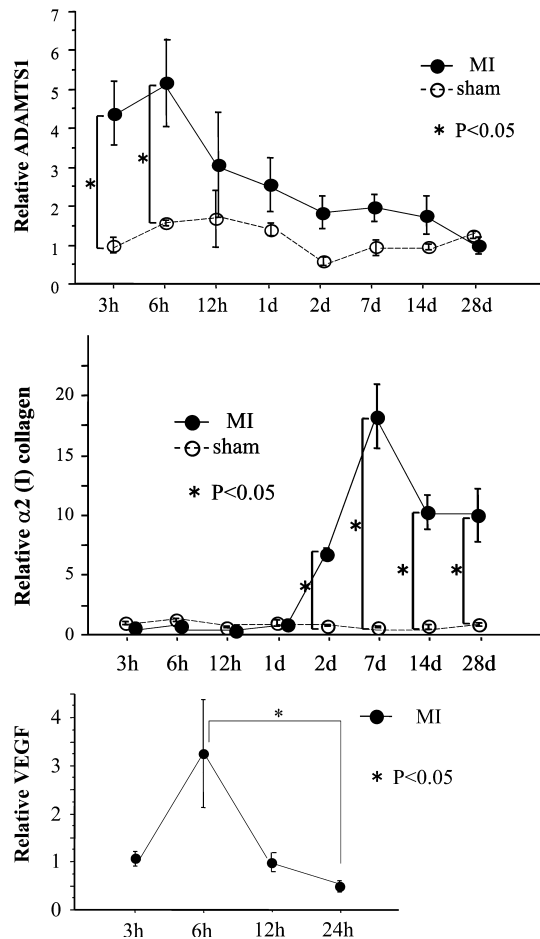 Relative ADAMTS1
7
6
5
4
3
2
1
0
MI
sham
* P<0.05
*
*
3h 6h 12h 1d 2d 7d 14d 28d
Relative α2 (I) collagen
20
15
10
5
0
MI
sham
* P<0.05
*
*
*
*
3h 6h 12h 1d 2d 7d 14d 28d
Relative VEGF
4
3
2
1
0
*
MI
* P<0.05
3h 6h 12h 24h